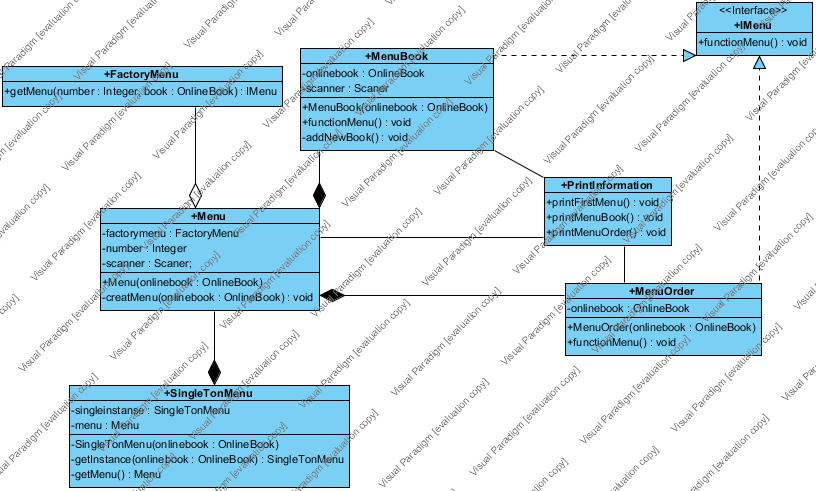 <<Interface>>
+IMenu
+functionMenu() : void
+MenuBook
-onlinebook : OnlineBook
-scanner : Scaner
+MenuBook(onlinebook : OnlineBook)
+functionMenu() : void
-addNewBook() : void
+FactoryMenu
+getMenu(number : Integer, book : OnlineBook) : IMenu
+PrintInformation
+printFirstMenu() : void
+printMenuBook() : void
+printMenuOrder() : void
+Menu
-factorymenu : FactoryMenu
-number : Integer
-scanner : Scaner;
+Menu(onlinebook : OnlineBook)
-creatMenu(onlinebook : OnlineBook) : void
+MenuOrder
-onlinebook : OnlineBook
+MenuOrder(onlinebook : OnlineBook)
+functionMenu() : void
+SingleTonMenu
-singleinstanse : SingleTonMenu
-menu : Menu
-SingleTonMenu(onlinebook : OnlineBook)
-getInstance(onlinebook : OnlineBook) : SingleTonMenu
-getMenu() : Menu
Visual Paradigm [evaluation copy]